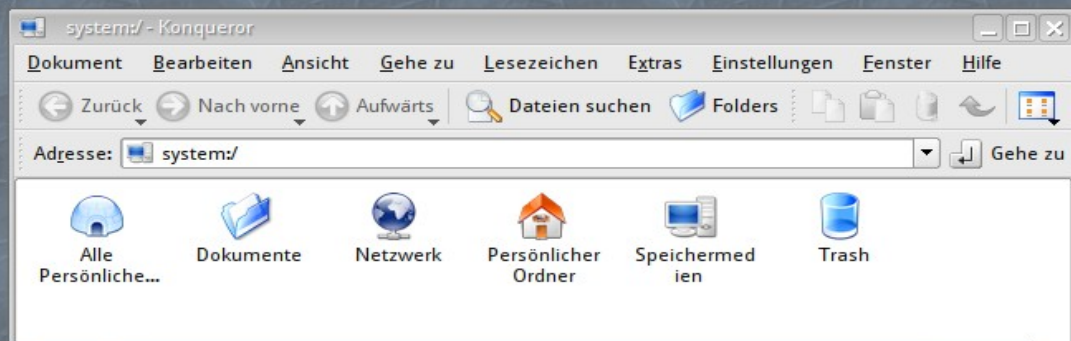 system:/ - Konqueror
Dokument Bearbeiten Ansicht Gehe zu Lesezeichen Extras Einstellungen Fenster Hilfe
Zurück Nach vorne Aufwärts Dateien suchen Folders
Adresse: system:/ Gehe zu
Alle Dokumente Netzwerk Persönlicher Speichermed Trash
Persönliche... Ordner ien